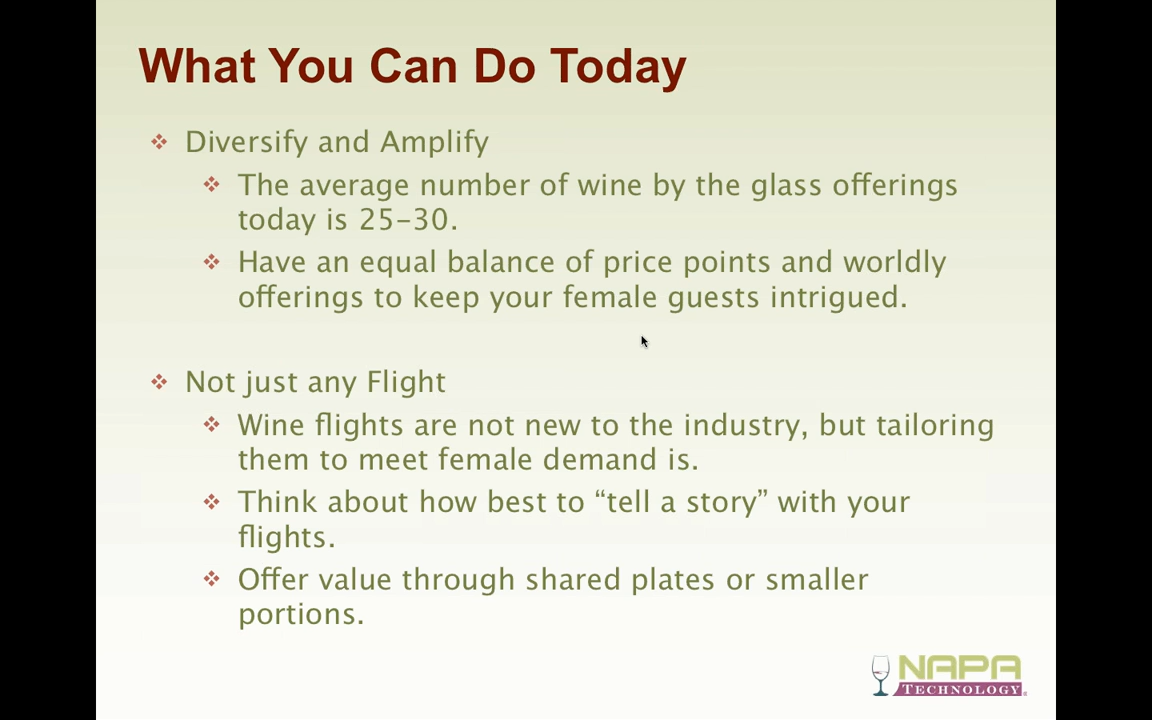 What You Can Do Today
Diversify and Amplify
The average number of wine by the glass offerings
today is 25–30.
Have an equal balance of price points and worldly
offerings to keep your female guests intrigued.
Not just any Flight
Wine flights are not new to the industry, but tailoring
them to meet female demand is.
Think about how best to “tell a story” with your
flights.
Offer value through shared plates or smaller
portions.
NAPA
TECHNOLOGY®